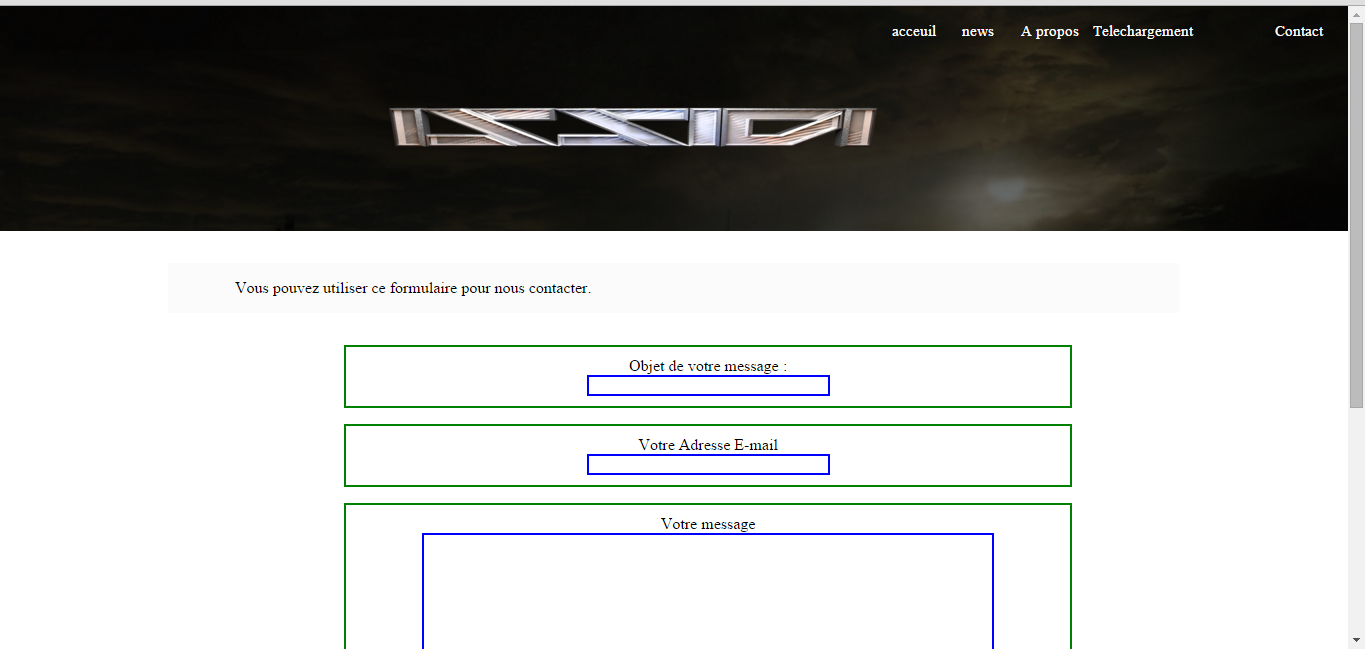 acceuil news A propos Telechargement Contact
Vous pouvez utiliser ce formulaire pour nous contacter.
Objet de votre message :
Votre Adresse E-mail
Votre message